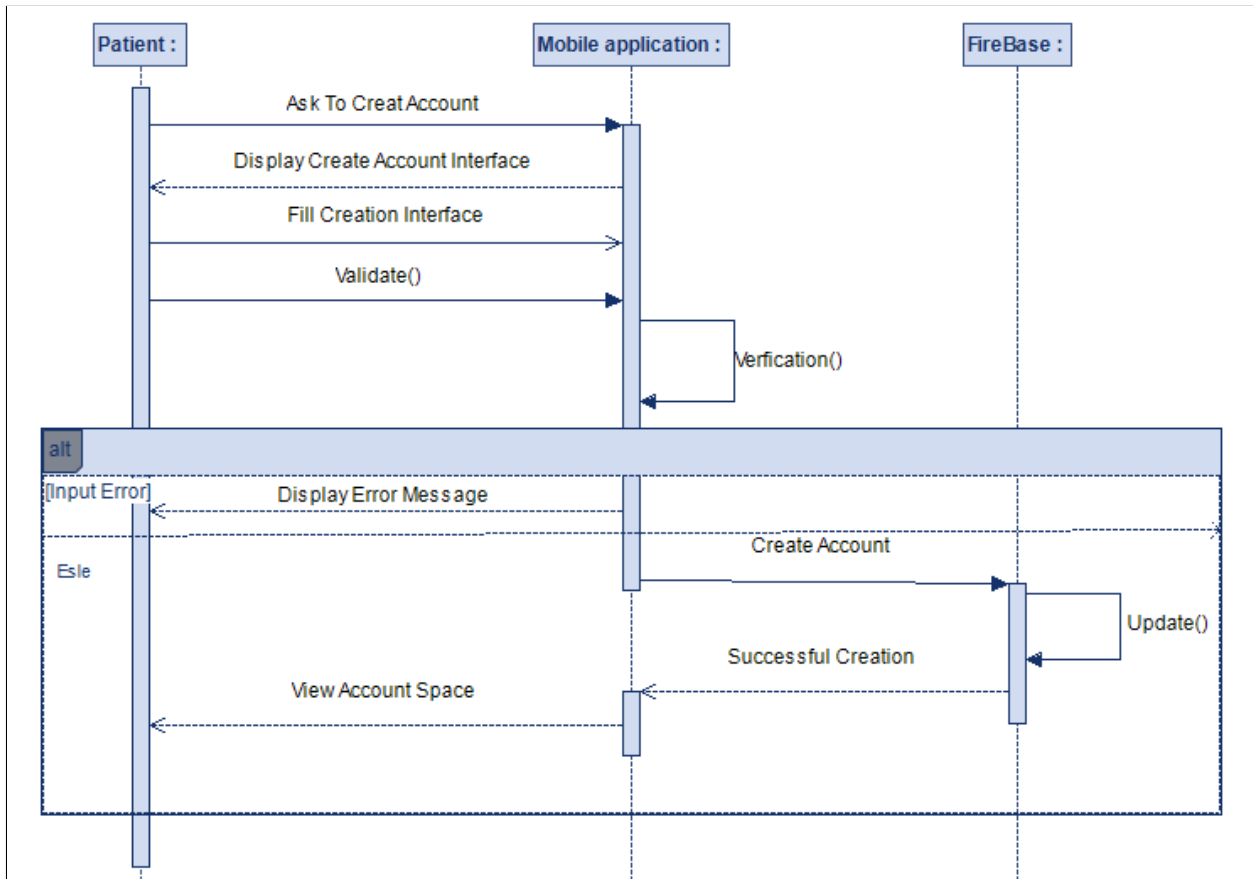 Patient :
Mobile application :
FireBase :
Ask To Creat Account
Display Create Account Interface
Fill Creation Interface
Validate()
Verfication()
alt
[Input Error]
Display Error Message
Create Account
Esle
Update()
Successful Creation
View Account Space